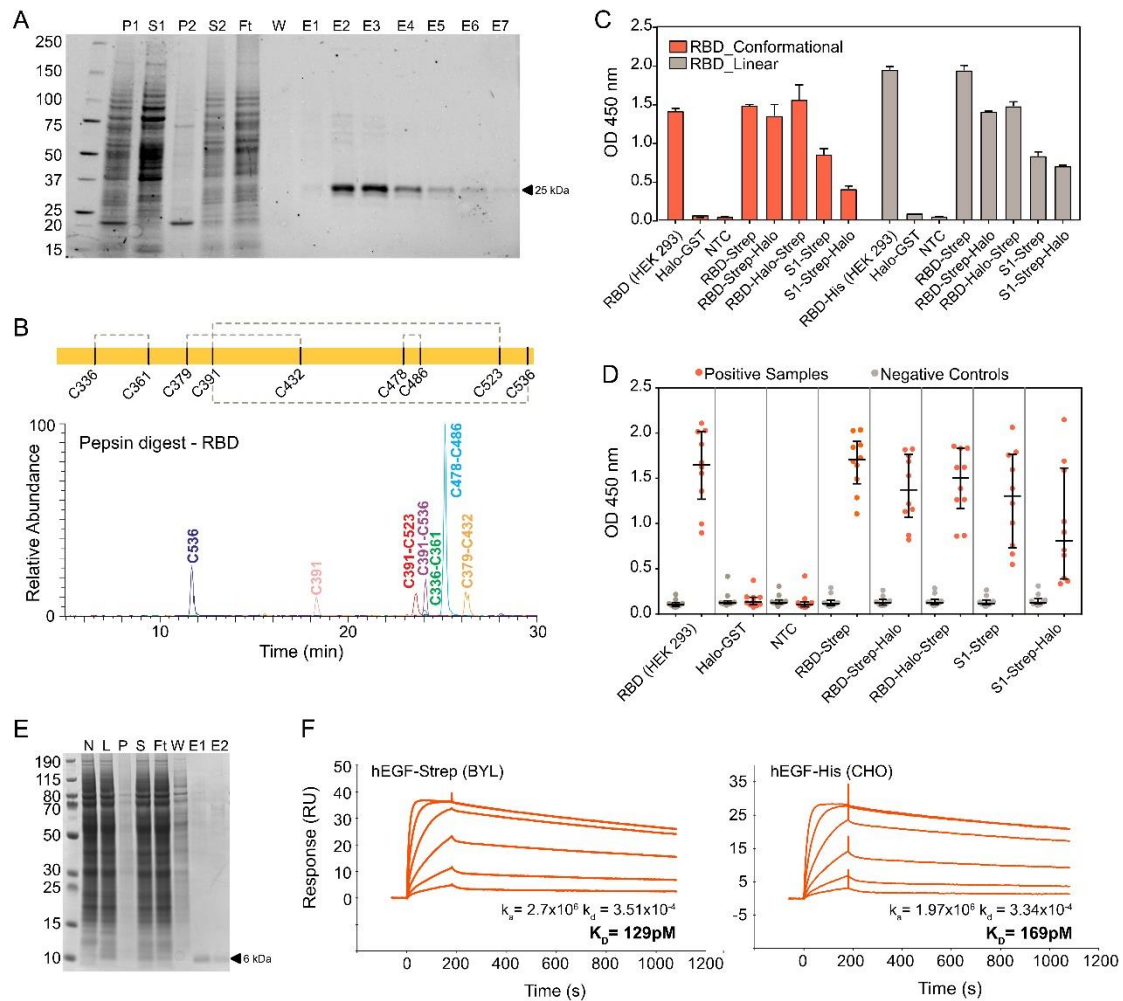 A
P1 S1 P2 S2 Ft W E1 E2 E3 E4 E5 E6 E7
250
150
100
75
50
37
25
20
15
25 kDa
B
C336
C361
C379
C391
C432
C478
C486
C523
C536
Pepsin digest - RBD
Relative Abundance
100
0
C536
C391
C391-C523
C391-C536
C336-C361
C478-C486
C379-C432
10 20 30
Time (min)
C
RBD_Conformational
RBD_Linear
OD 450 nm
2.5
2.0
1.5
1.0
0.5
0.0
RBD (HEK 293)
Halo-GST
NTC
RBD-Strep
RBD-Strep-Halo
RBD-Halo-Strep
S1-Strep
S1-Strep-Halo
RBD-His (HEK 293)
Halo-GST
NTC
RBD-Strep
RBD-Strep-Halo
RBD-Halo-Strep
S1-Strep
S1-Strep-Halo
D
Positive Samples Negative Controls
OD 450 nm
2.5
2.0
1.5
1.0
0.5
0.0
RBD (HEK 293)
Halo-GST
NTC
RBD-Strep
RBD-Strep-Halo
RBD-Halo-Strep
S1-Strep
S1-Strep-Halo
E
N L P S Ft W E1 E2
190
115
80
70
50
30
25
15
10
6 kDa
F
hEGF-Strep (BYL)
Response (RU)
50
40
30
20
10
0
kₐ= 2.7x10⁶ k_d = 3.51x10⁻⁴
K_D= 129pM
0 200 400 600 800 1000 1200
Time (s)
hEGF-His (CHO)
35
25
15
5
-5
kₐ= 1.97x10⁶ k_d = 3.34x10⁻⁴
K_D= 169pM
0 200 400 600 800 1000 1200
Time (s)